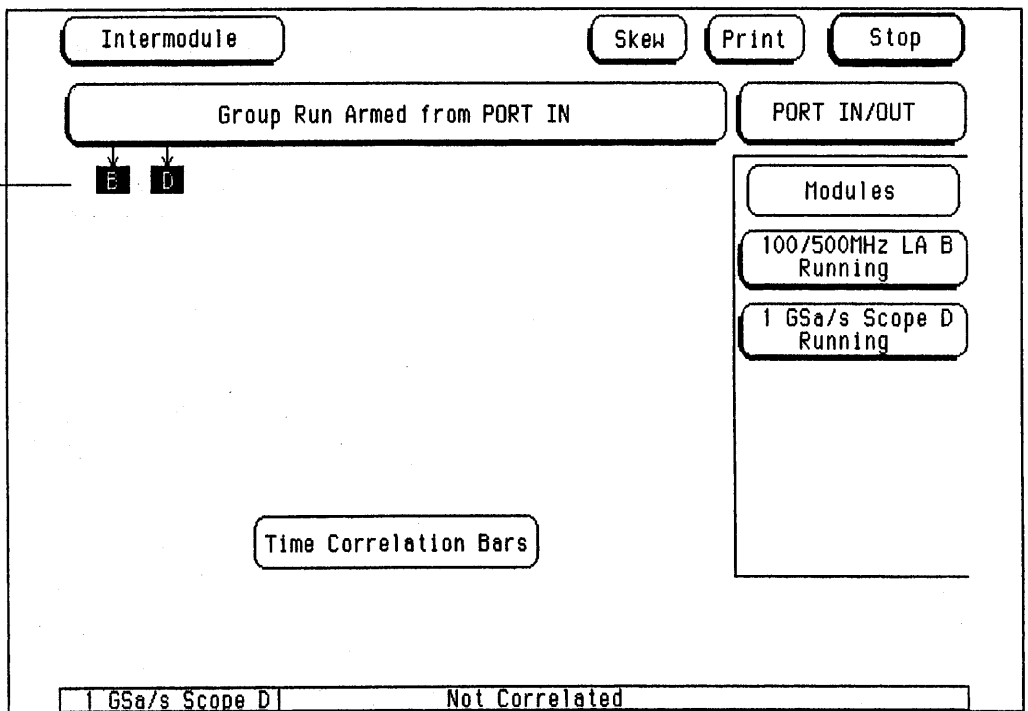 Intermodule Skew Print Stop
Group Run Armed from PORT IN PORT IN/OUT
B D
Modules
100/500MHz LA B
Running
1 GSa/s Scope D
Running
Time Correlation Bars
1 GSa/s Scope D Not Correlated